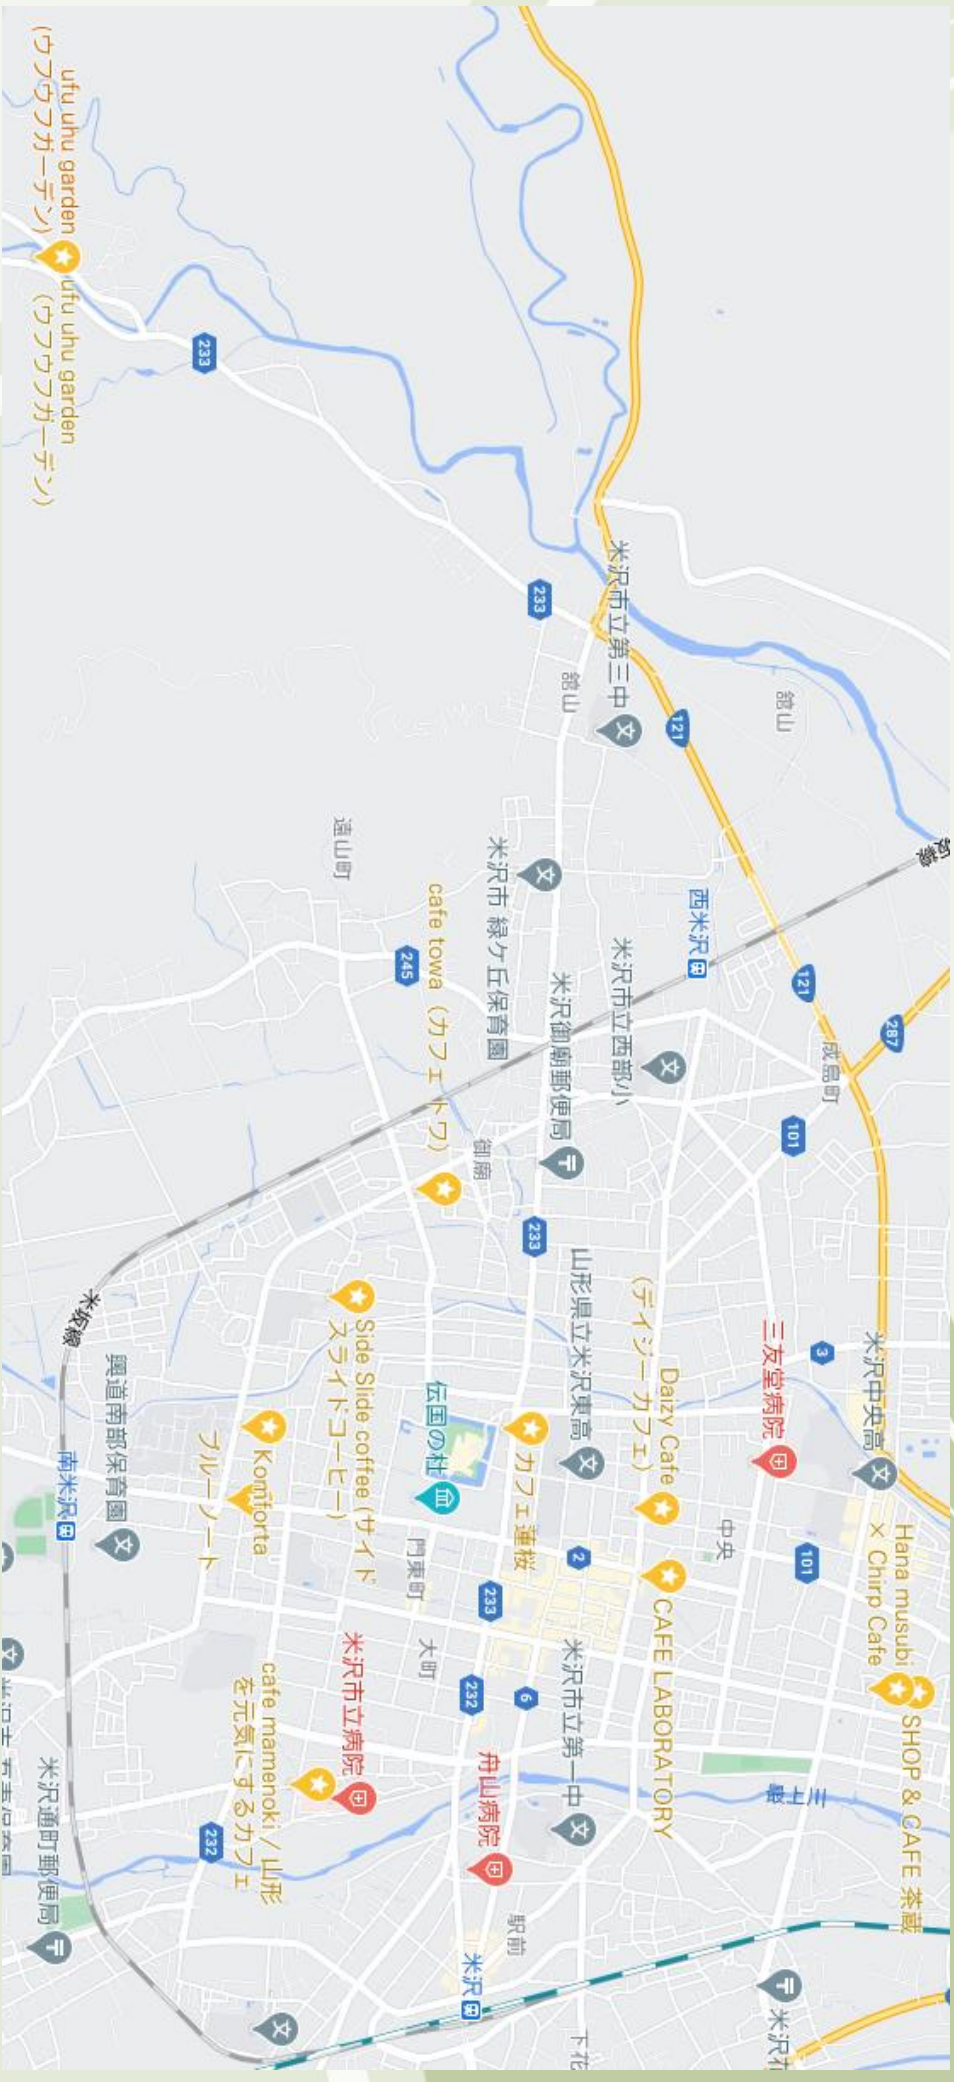 ufu uhu garden
(ウフウフガーデン)
ufu uhu garden
(ウフウフガーデン)
233
233
米沢市立第三中
舘山
舘山
121
遠山町
米沢市 緑ケ丘保育園
西米沢
121
287
成島町
245
cafe towa (カフェ トワ)
米沢市立西部小
米沢御廟郵便局
御廟
101
233
山形県立米沢東高
Daizy Cafe
(デイジーカフェ)
三友堂病院
3
米沢中央高
米坂線
興道南部保育園
南米沢
Side Slide coffee (サイド
スライドコーヒー)
伝国の杜
Komforta
ブルーノート
カフェ蓮桜
門東町
中央
101
2
233
Hana musubi
× Chirp Cafe
SHOP & CAFE 茶蔵
CAFE LABORATORY
大町
米沢市立病院
232
6
米沢市立第一中
舟山病院
cafe mamenoki / 山形
を元気にするカフェ
232
米沢通町郵便局
駅前
米沢
下花